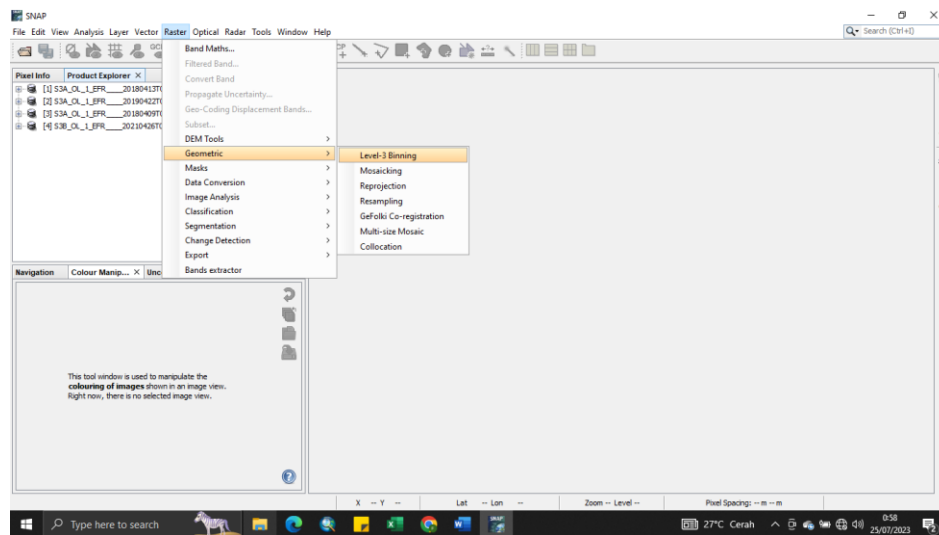 SNAP
File Edit View Analysis Layer Vector Raster Optical Radar Tools Window Help
Search (Ctrl+I)
Band Maths...
Filtered Band...
Convert Band
Propagate Uncertainty...
Geo-Coding Displacement Bands...
Subset...
DEM Tools
Geometric
Masks
Data Conversion
Image Analysis
Classification
Segmentation
Change Detection
Export
Bands extractor
Level-3 Binning
Mosaicking
Reprojection
Resampling
GeFolki Co-registration
Multi-size Mosaic
Collocation
Pixel Info Product Explorer
[1] S3A_OL_1_EFR____20180413T
[2] S3A_OL_1_EFR____20190422T
[3] S3A_OL_1_EFR____20180409T
[4] S3B_OL_1_EFR____20210426T
Navigation Colour Manip... Unc
This tool window is used to manipulate the
colouring of images shown in an image view.
Right now, there is no selected image view.
X -- Y -- Lat -- Lon -- Zoom -- Level -- Pixel Spacing: -- m -- m
Type here to search
27°C Cerah
0:58
25/07/2023